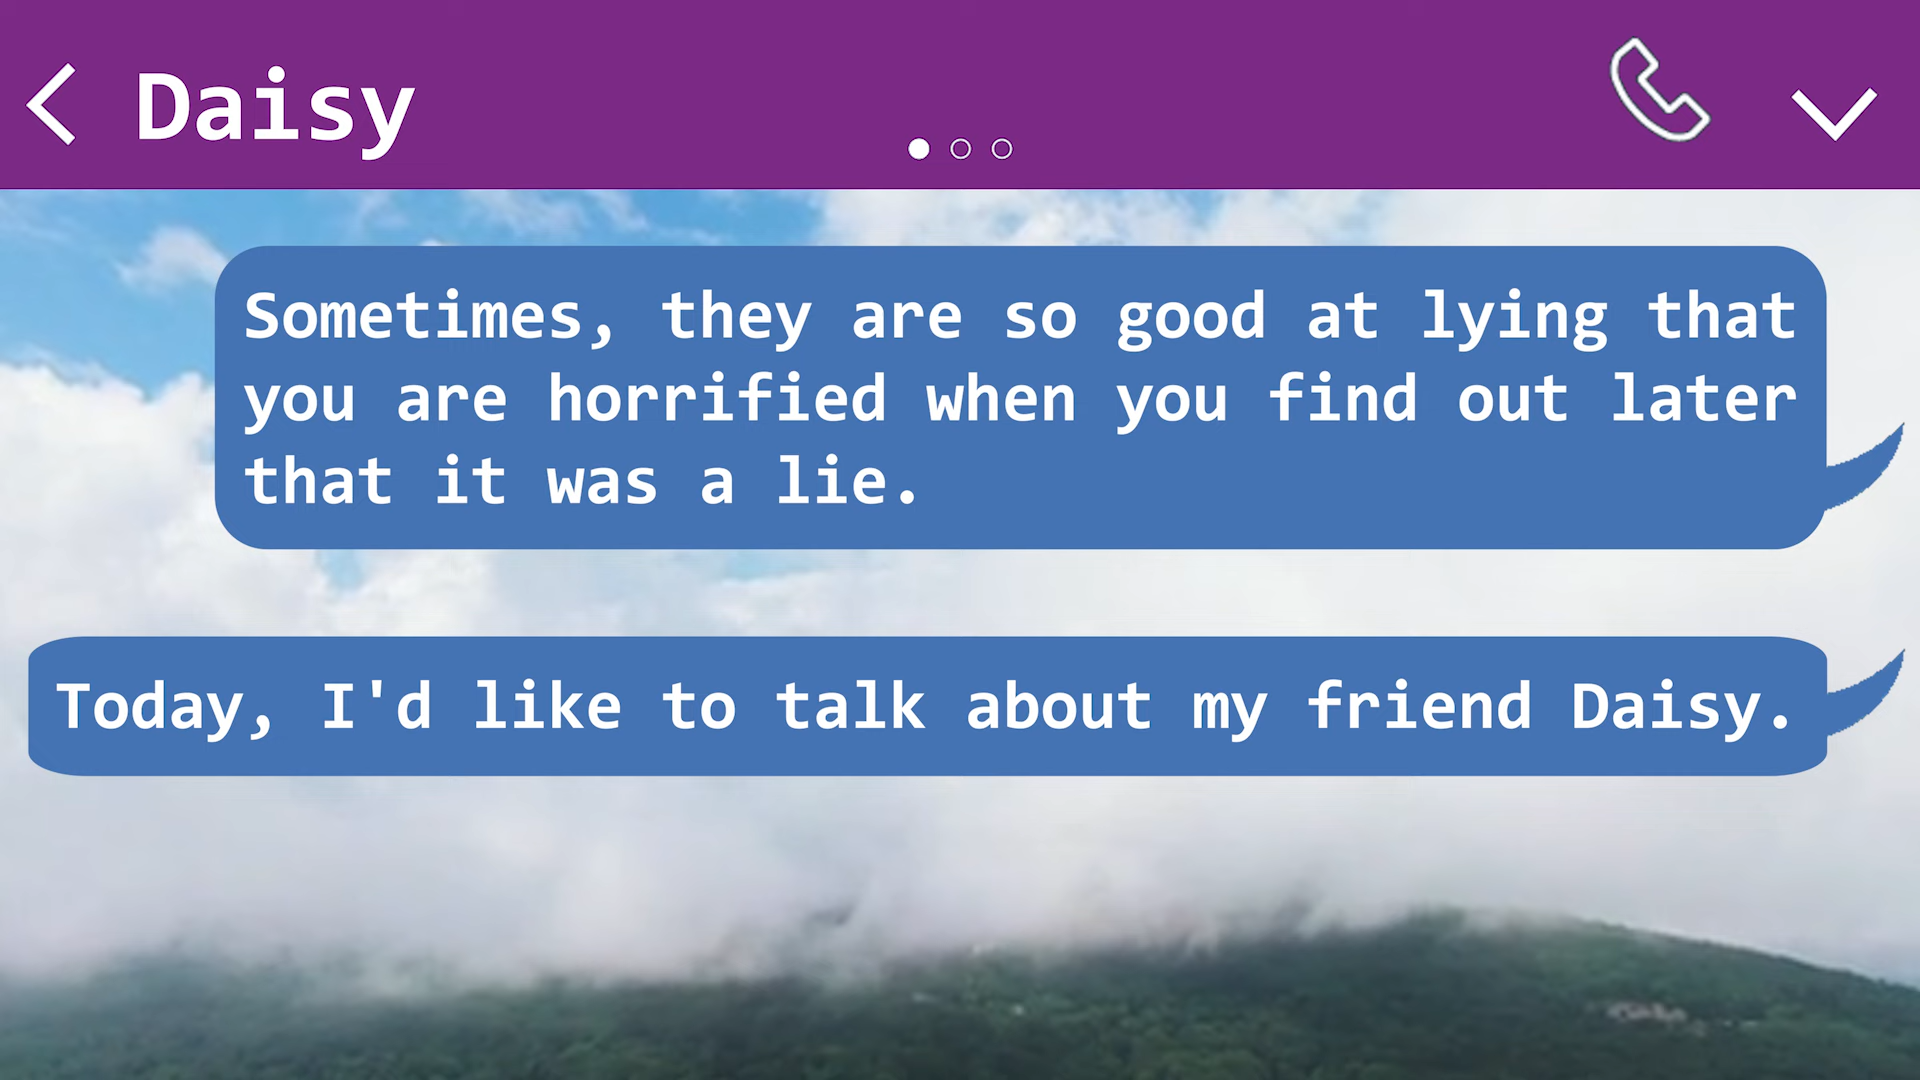 Daisy
Sometimes, they are so good at lying that
you are horrified when you find out later
that it was a lie.
Today, I'd like to talk about my friend Daisy.